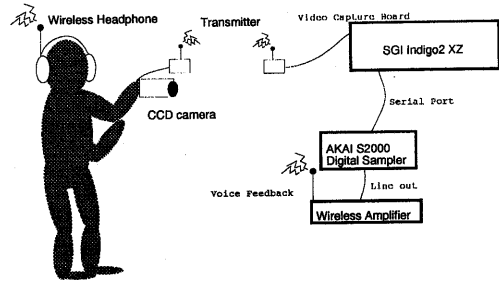 Wireless Headphone
Transmitter
Video Capture Board
SGI Indigo2 XZ
CCD camera
Serial Port
AKAI S2000
Digital Sampler
Voice Feedback
Line out
Wireless Amplifier